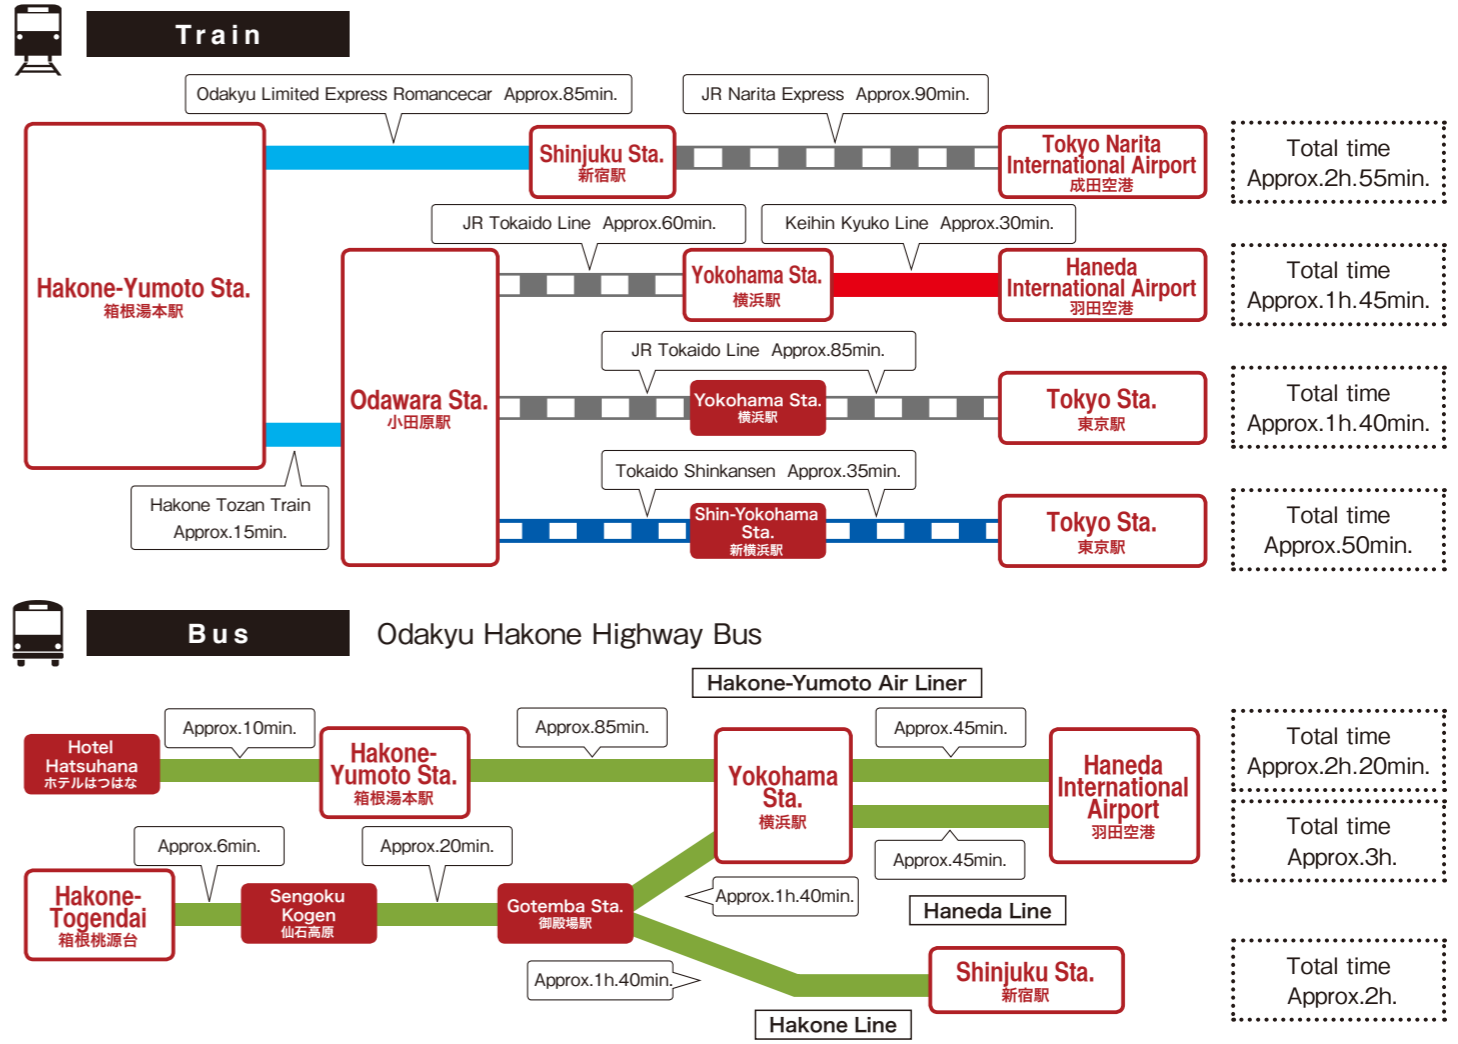 Train
Odakyu Limited Express Romancecar Approx.85min.
JR Narita Express Approx.90min.
Shinjuku Sta.
新宿駅
Tokyo Narita
International Airport
成田空港
Total time
Approx.2h.55min.
JR Tokaido Line Approx.60min.
Keihin Kyuko Line Approx.30min.
Hakone-Yumoto Sta.
箱根湯本駅
Yokohama Sta.
横浜駅
Haneda
International Airport
羽田空港
Total time
Approx.1h.45min.
JR Tokaido Line Approx.85min.
Odawara Sta.
小田原駅
Yokohama Sta.
横浜駅
Tokyo Sta.
東京駅
Total time
Approx.1h.40min.
Hakone Tozan Train
Approx.15min.
Tokaido Shinkansen Approx.35min.
Shin-Yokohama
Sta.
新横浜駅
Tokyo Sta.
東京駅
Total time
Approx.50min.
Bus
Odakyu Hakone Highway Bus
Hakone-Yumoto Air Liner
Approx.10min.
Approx.85min.
Approx.45min.
Hotel
Hatsuhana
ホテルはつはな
Hakone-
Yumoto Sta.
箱根湯本駅
Yokohama
Sta.
横浜駅
Haneda
International
Airport
羽田空港
Total time
Approx.2h.20min.
Total time
Approx.3h.
Approx.6min.
Approx.20min.
Approx.45min.
Hakone-
Togendai
箱根桃源台
Sengoku
Kogen
仙石高原
Gotemba Sta.
御殿場駅
Approx.1h.40min.
Haneda Line
Approx.1h.40min.
Shinjuku Sta.
新宿駅
Total time
Approx.2h.
Hakone Line